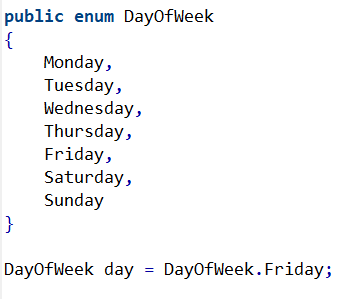 public enum DayOfWeek
{
    Monday,
    Tuesday,
    Wednesday,
    Thursday,
    Friday,
    Saturday,
    Sunday
}

DayOfWeek day = DayOfWeek.Friday;